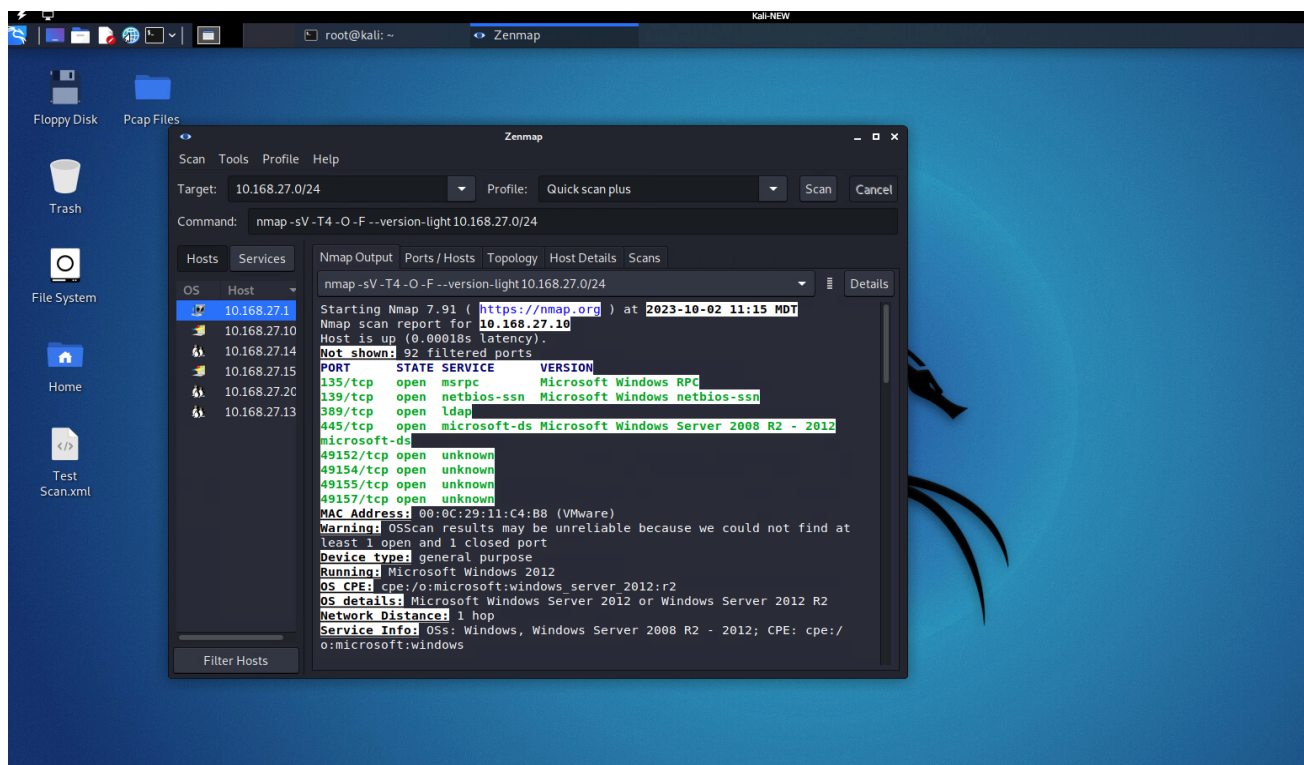 Kali-NEW
root@kali: ~
Zenmap
Floppy Disk
Pcap Files
Trash
File System
Home
Test
Scan.xml
Zenmap
Scan Tools Profile Help
Target: 10.168.27.0/24 Profile: Quick scan plus Scan Cancel
Command: nmap -sV -T4 -O -F --version-light 10.168.27.0/24
Hosts Services
Nmap Output Ports / Hosts Topology Host Details Scans
OS Host
10.168.27.1
10.168.27.10
10.168.27.14
10.168.27.15
10.168.27.20
10.168.27.13
Filter Hosts
nmap -sV -T4 -O -F --version-light 10.168.27.0/24 Details
Starting Nmap 7.91 ( https://nmap.org ) at 2023-10-02 11:15 MDT
Nmap scan report for 10.168.27.10
Host is up (0.00018s latency).
Not shown: 92 filtered ports
PORT STATE SERVICE VERSION
135/tcp open msrpc Microsoft Windows RPC
139/tcp open netbios-ssn Microsoft Windows netbios-ssn
389/tcp open ldap
445/tcp open microsoft-ds Microsoft Windows Server 2008 R2 - 2012
microsoft-ds
49152/tcp open unknown
49154/tcp open unknown
49155/tcp open unknown
49157/tcp open unknown
MAC Address: 00:0C:29:11:C4:B8 (VMware)
Warning: OSScan results may be unreliable because we could not find at
least 1 open and 1 closed port
Device type: general purpose
Running: Microsoft Windows 2012
OS CPE: cpe:/o:microsoft:windows_server_2012:r2
OS details: Microsoft Windows Server 2012 or Windows Server 2012 R2
Network Distance: 1 hop
Service Info: OSs: Windows, Windows Server 2008 R2 - 2012; CPE: cpe:/
o:microsoft:windows